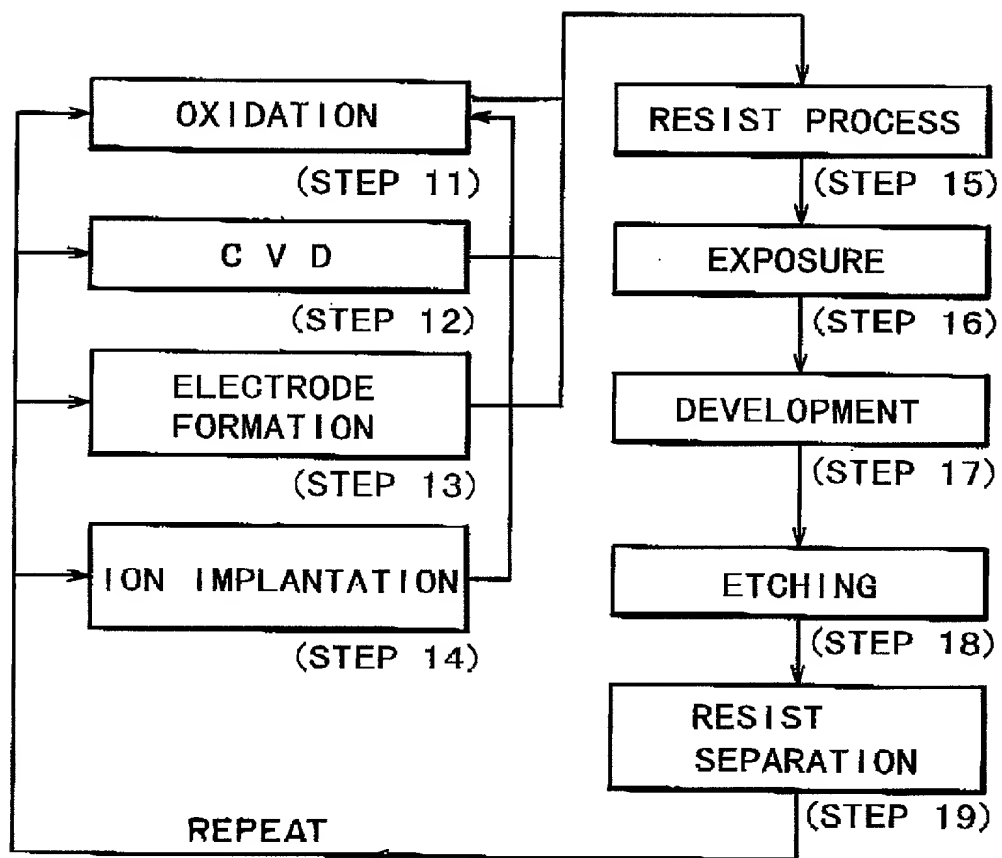 OXIDATION
(STEP 11)
C V D
(STEP 12)
ELECTRODE
FORMATION
(STEP 13)
ION IMPLANTATION
(STEP 14)
RESIST PROCESS
(STEP 15)
EXPOSURE
(STEP 16)
DEVELOPMENT
(STEP 17)
ETCHING
(STEP 18)
RESIST
SEPARATION
(STEP 19)
REPEAT